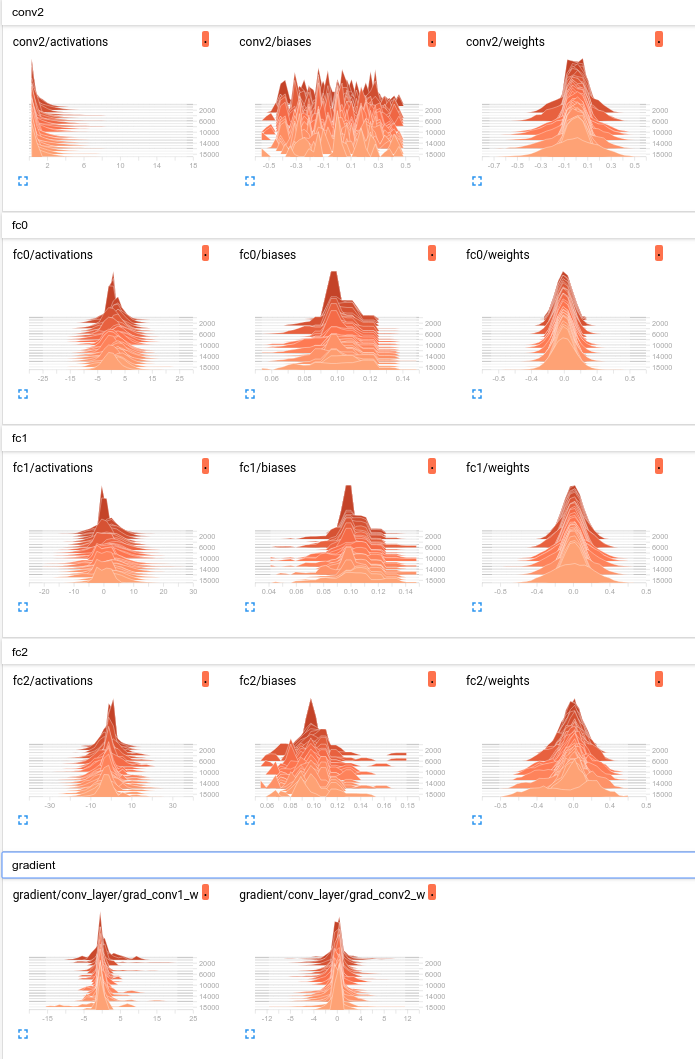 conv2
conv2/activations
conv2/biases
conv2/weights
2000
6000
10000
14000
18000
2 6 10 14 18
2000
6000
10000
14000
18000
-0.5 -0.3 -0.1 0.1 0.3 0.5
2000
6000
10000
14000
18000
-0.7 -0.5 -0.3 -0.1 0.1 0.3 0.5
fc0
fc0/activations
fc0/biases
fc0/weights
2000
6000
10000
14000
18000
-25 -15 -5 5 15 25
2000
6000
10000
14000
18000
0.06 0.08 0.10 0.12 0.14
2000
6000
10000
14000
18000
-0.8 -0.4 0.0 0.4 0.8
fc1
fc1/activations
fc1/biases
fc1/weights
2000
6000
10000
14000
18000
-20 -10 0 10 20 30
2000
6000
10000
14000
18000
0.04 0.06 0.08 0.10 0.12 0.14
2000
6000
10000
14000
18000
-0.8 -0.4 0.0 0.4 0.8
fc2
fc2/activations
fc2/biases
fc2/weights
2000
6000
10000
14000
18000
-30 -10 10 30
2000
6000
10000
14000
18000
0.06 0.08 0.10 0.12 0.14 0.16 0.18
2000
6000
10000
14000
18000
-0.8 -0.4 0.0 0.4 0.8
gradient
gradient/conv_layer/grad_conv1_w
gradient/conv_layer/grad_conv2_w
2000
6000
10000
14000
18000
-15 -5 5 15 25
2000
6000
10000
14000
18000
-12 -8 -4 0 4 8 12